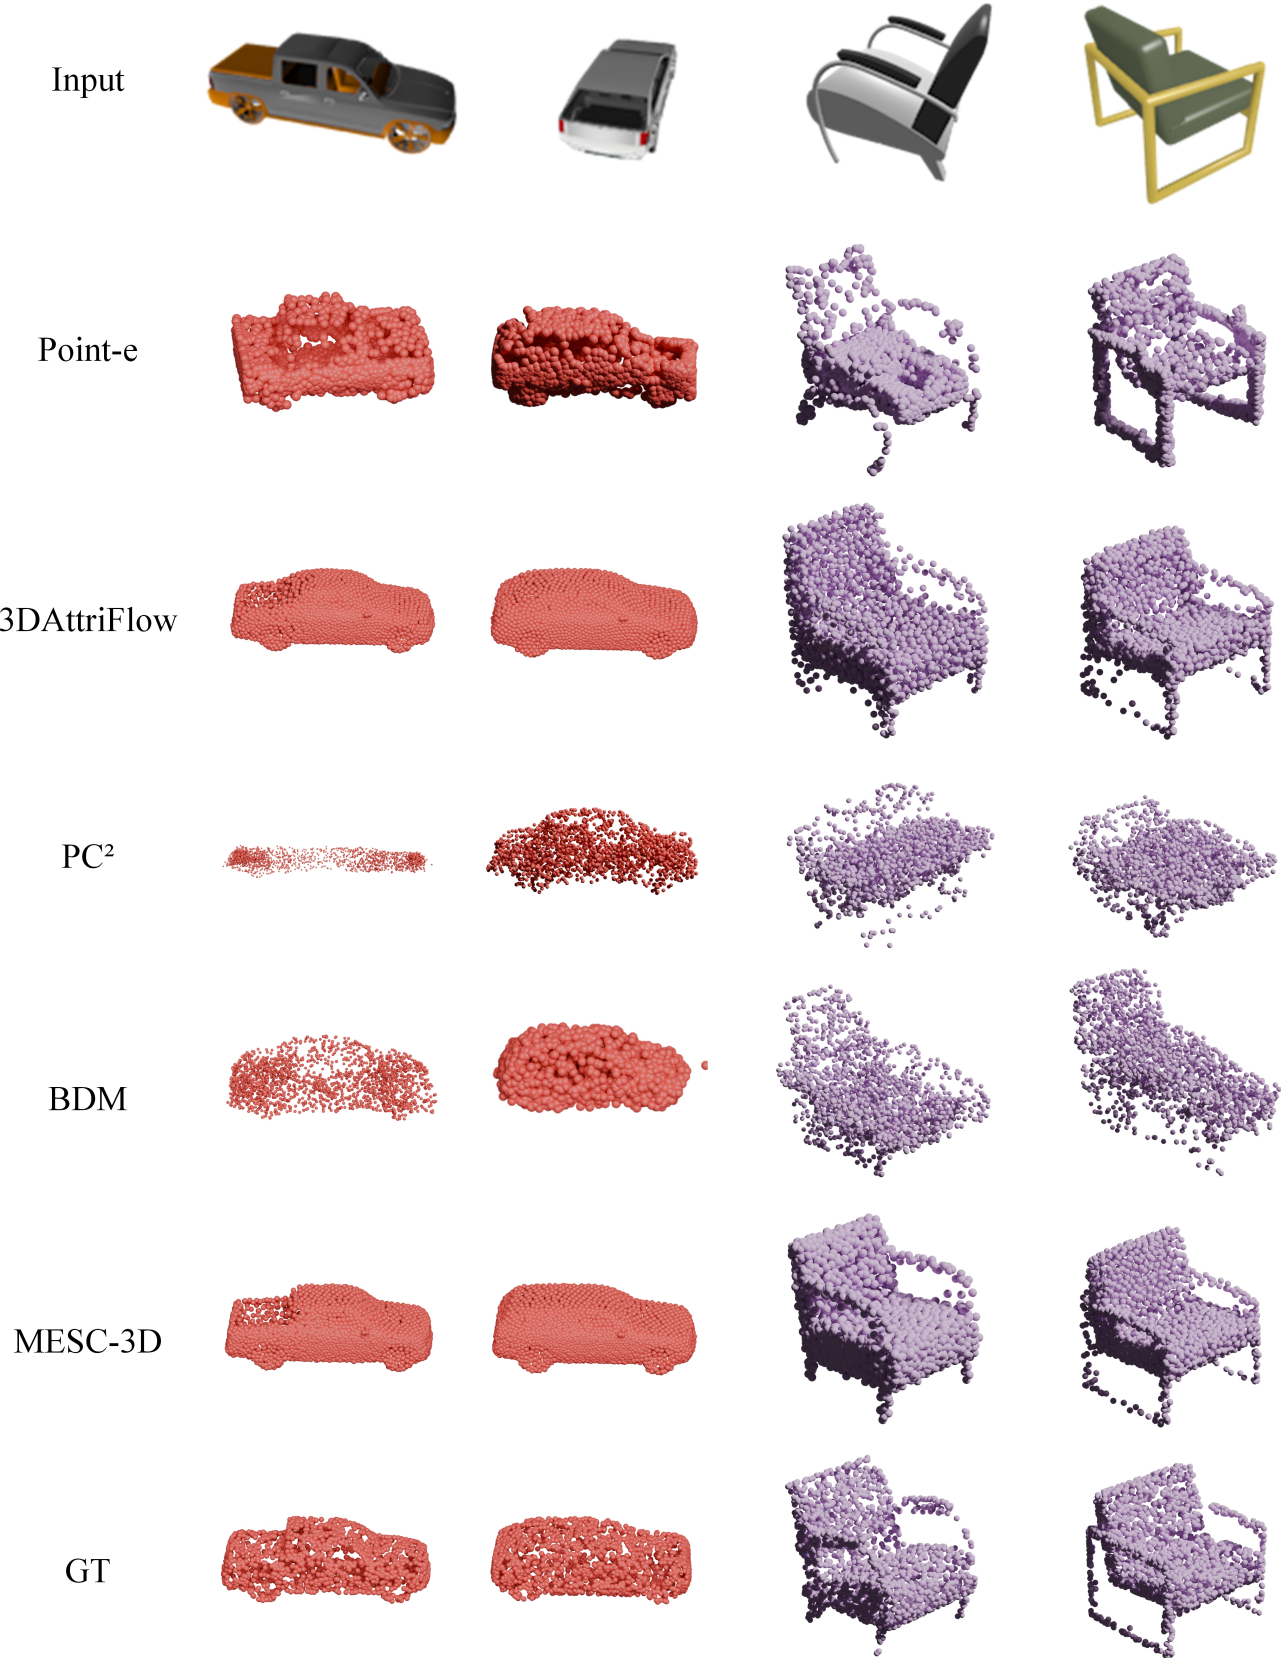 Input
Point-e
3DAttriFlow
PC²
BDM
MESC-3D
GT